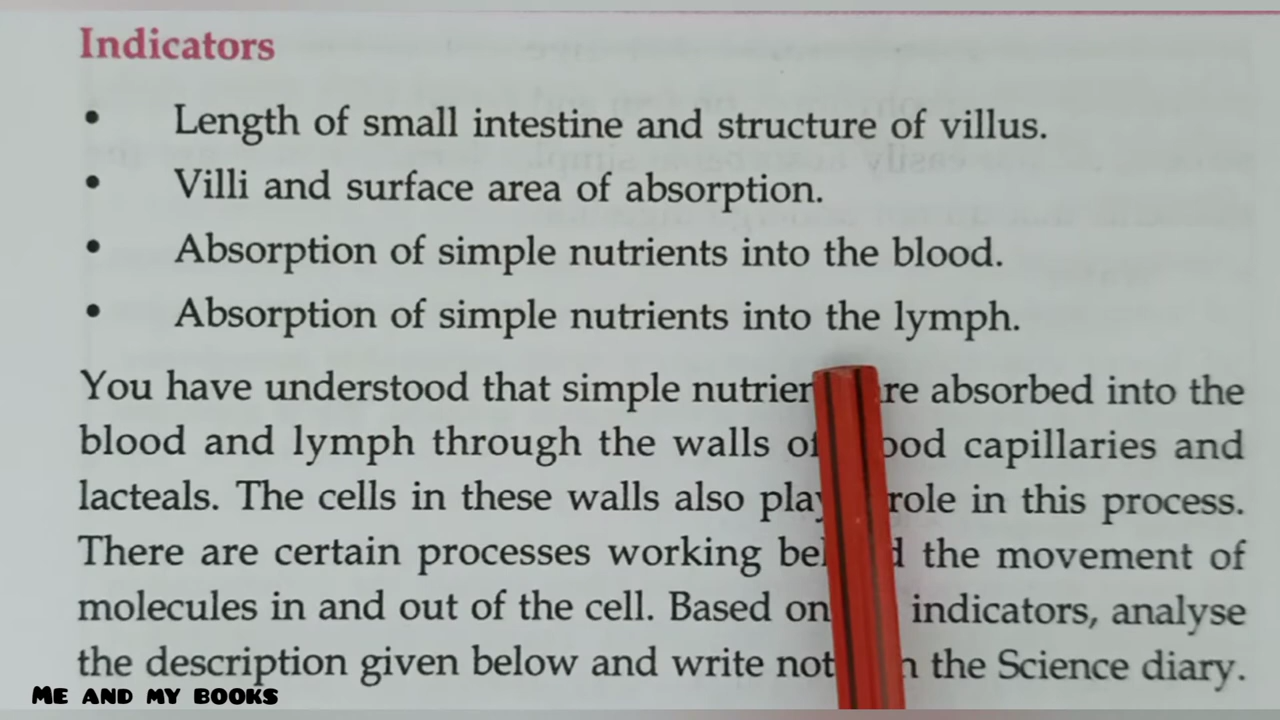 Indicators
• Length of small intestine and structure of villus.
• Villi and surface area of absorption.
• Absorption of simple nutrients into the blood.
• Absorption of simple nutrients into the lymph.
You have understood that simple absorbed into the
blood and lymph through the walls capillaries and
lacteals. The cells in these walls also role in this process.
There are certain processes working the movement of
molecules in and out of the cell. Based on indicators, analyse
the description given below and write the Science diary.
ME AND MY BOOKS